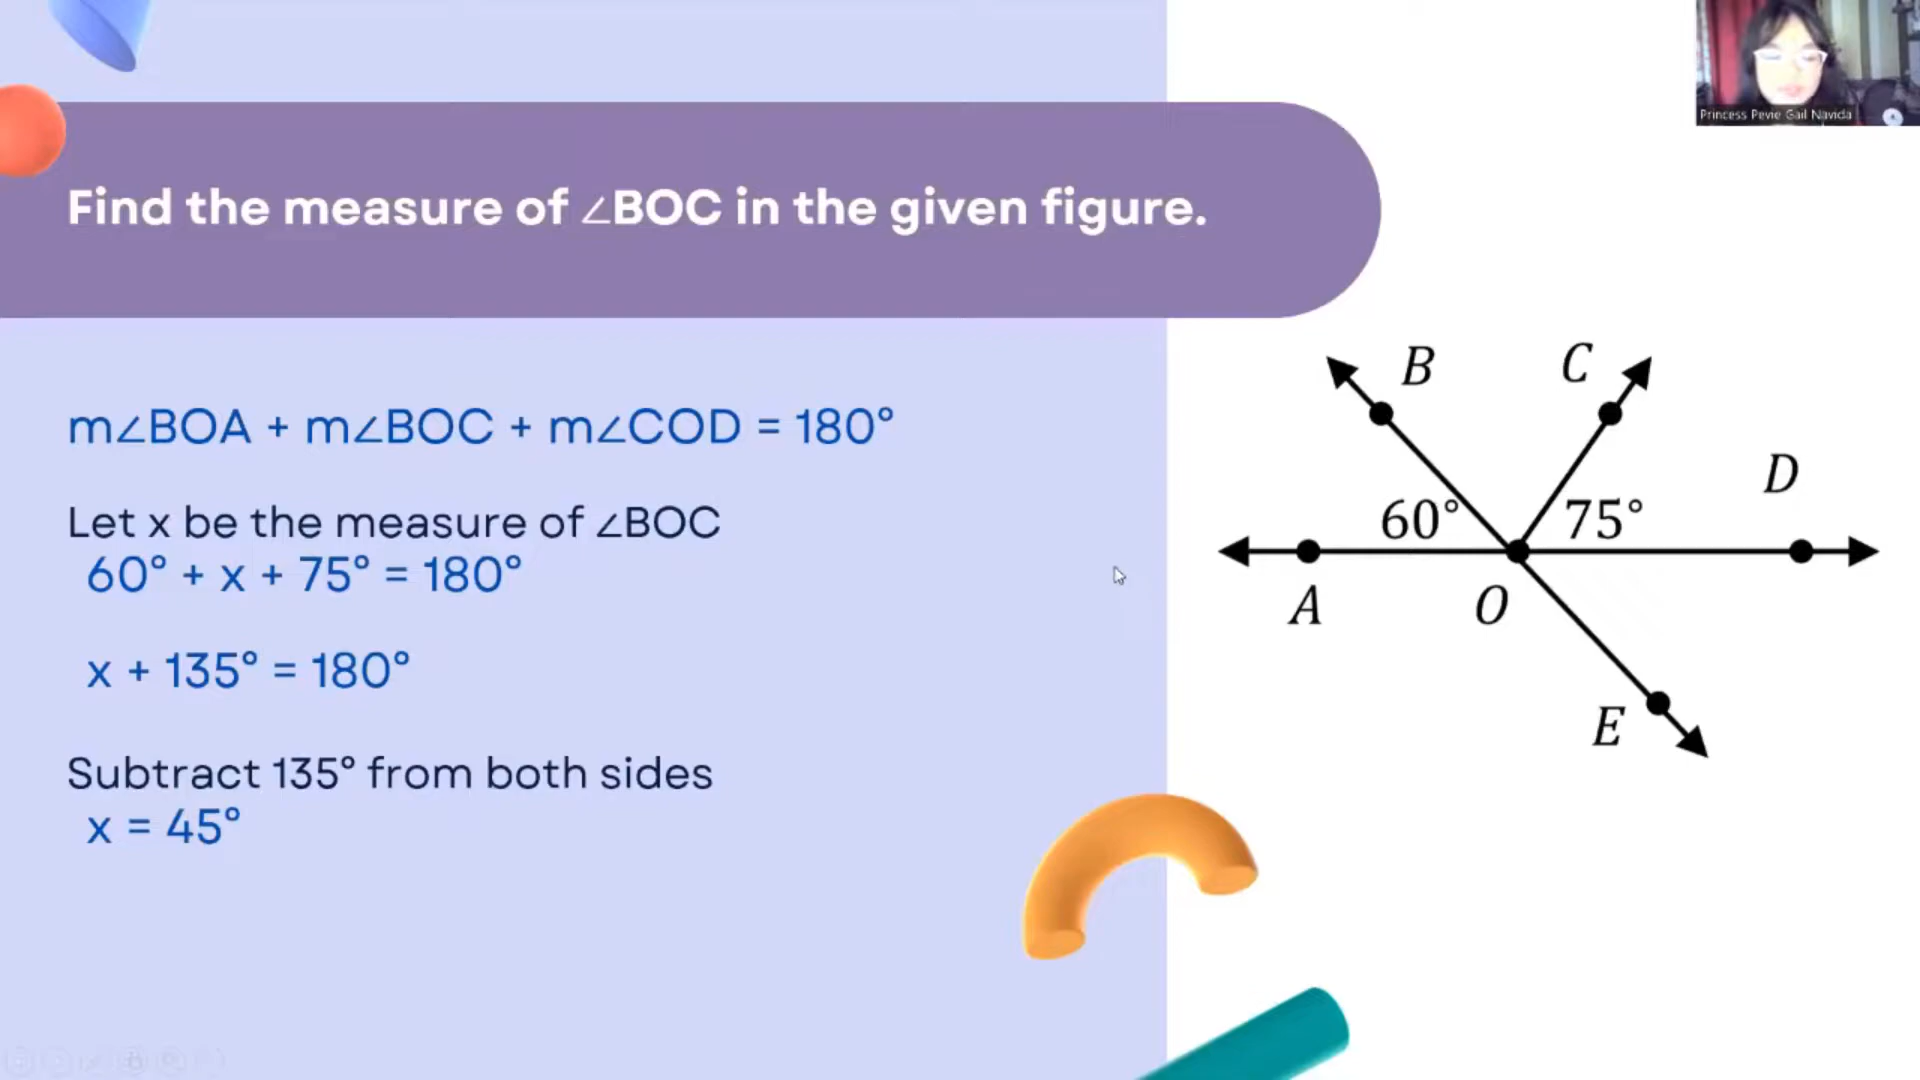 Princess Pevie Gail Navida
Find the measure of ∠BOC in the given figure.
m∠BOA + m∠BOC + m∠COD = 180°
Let x be the measure of ∠BOC
60° + x + 75° = 180°
x + 135° = 180°
Subtract 135° from both sides
x = 45°
B
C
D
60°
75°
A
O
E